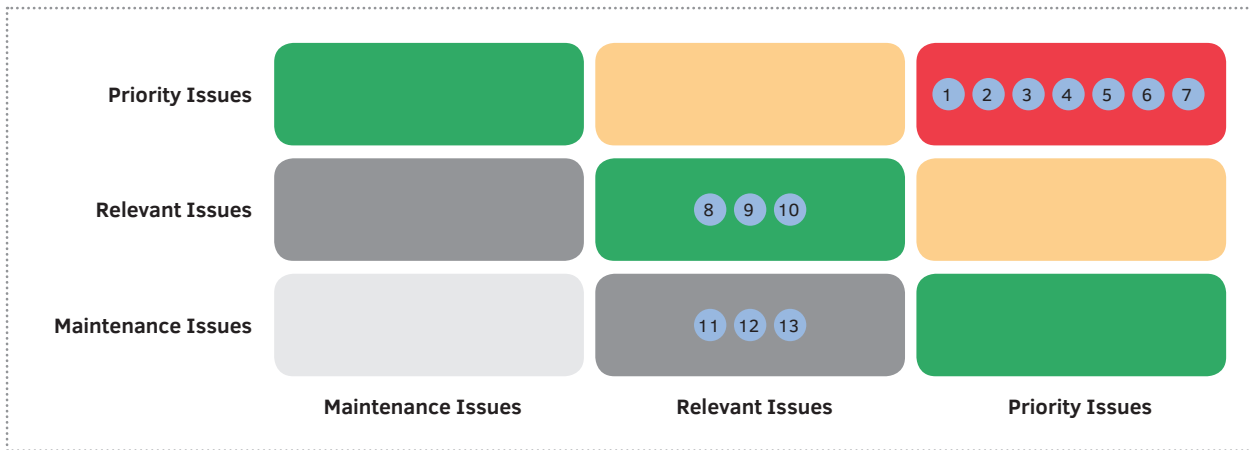 Priority Issues
1 2 3 4 5 6 7
Relevant Issues
8 9 10
Maintenance Issues
11 12 13
Maintenance Issues
Relevant Issues
Priority Issues